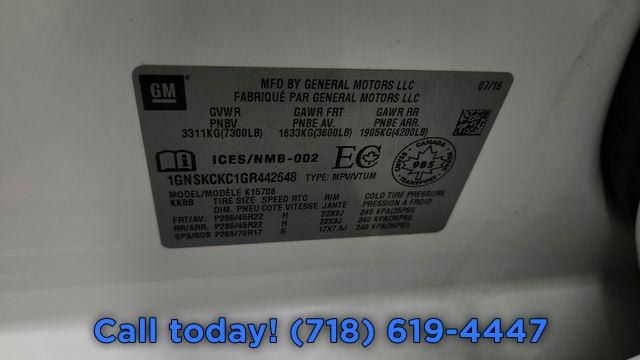 GM
MFD BY GENERAL MOTORS LLC 07/16
FABRIQUÉ PAR GENERAL MOTORS LLC
GVWR GAWR FRT GAWR RR
PNBV PNBE AV. PNBE ARR.
3311KG(7300LB) 1633KG(3600LB) 1905KG(4200LB)
ICES/NMB-002 EC
CANADA
985
1GNSKCKC1GR442648 TYPE: MPV/VTUM
MODEL/MODÈLE K15706
KKBB TIRE SIZE SPEED RTG RIM COLD TIRE PRESSURE
DIM. PNEU COTE VITESSE JANTE PRESSION À FROID
FRT/AV. P285/45R22 H 22X9J 240 KPA(35PSI)
RR/ARR. P285/45R22 H 22X9J 240 KPA(35PSI)
SPA/SOS P265/70R17 S 17X7.5J 240 KPA(35PSI)
Call today! (718) 619-4447